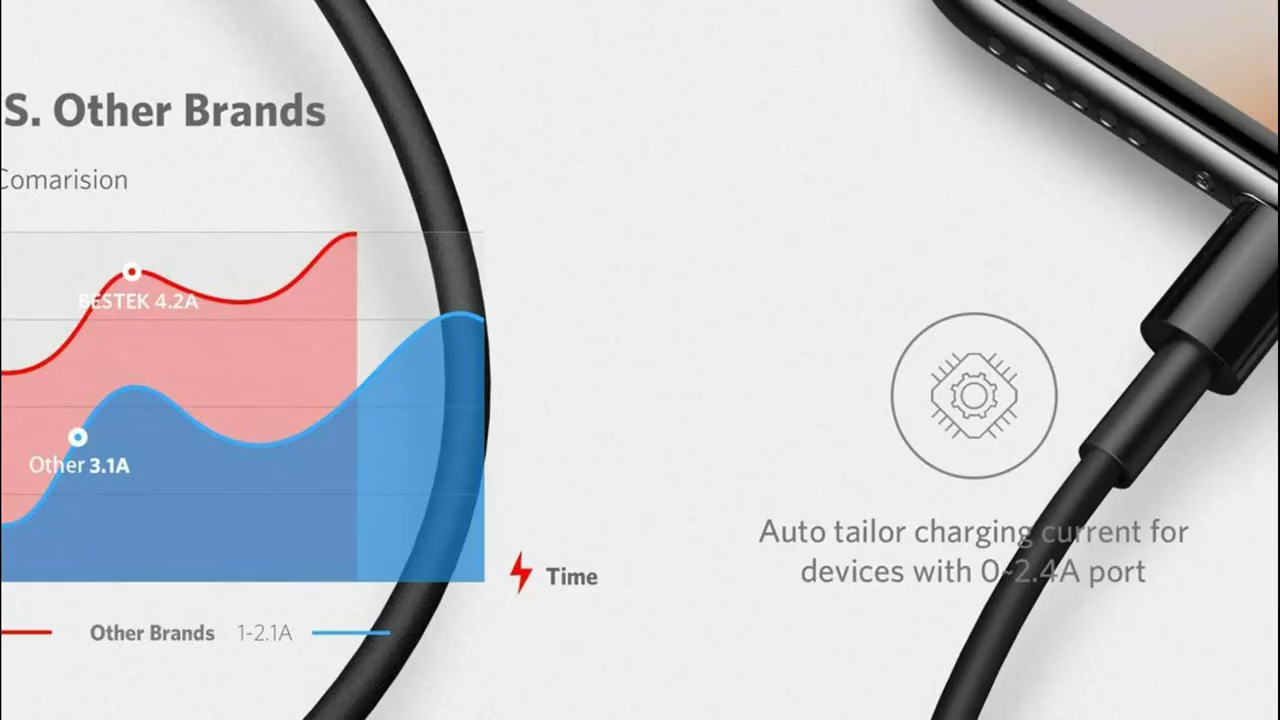 S. Other Brands
Comarision
BESTEK 4.2A
Other 3.1A
Time
Other Brands 1-2.1A
Auto tailor charging current for
devices with 0~2.4A port